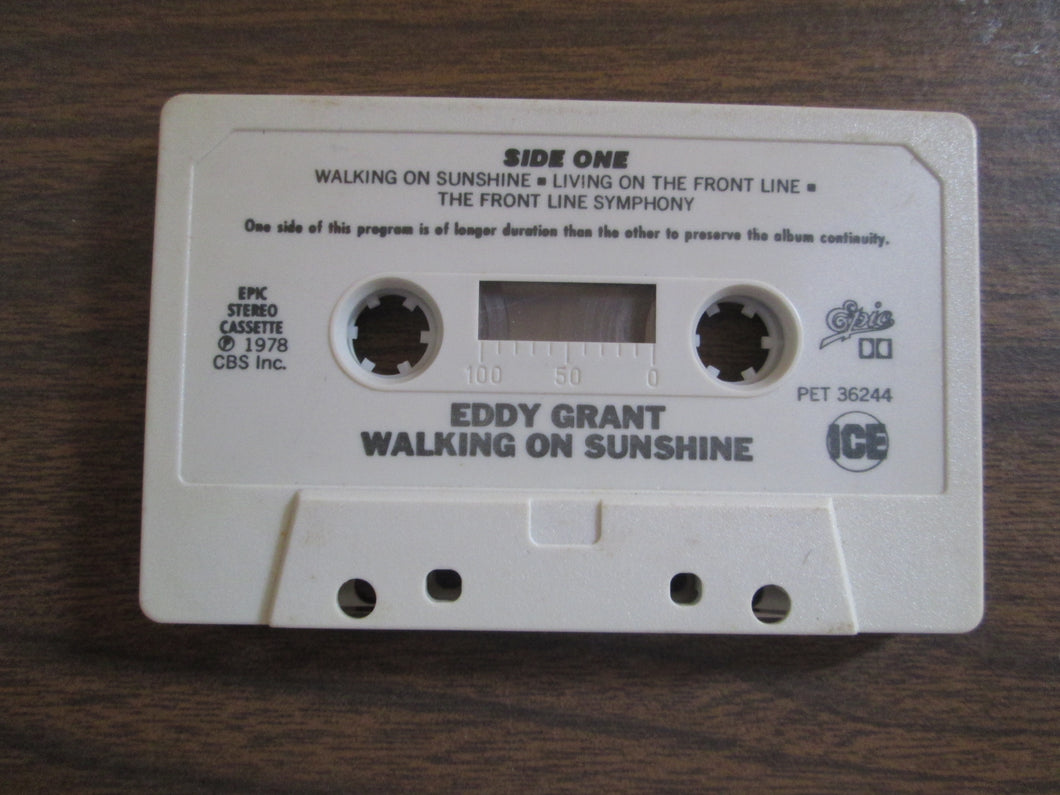 SIDE ONE
WALKING ON SUNSHINE ■ LIVING ON THE FRONT LINE ■
THE FRONT LINE SYMPHONY
One side of this program is of longer duration than the other to preserve the album continuity.
EPIC
STEREO
CASSETTE
℗ 1978
CBS Inc.
Epic
100 50 0
PET 36244
EDDY GRANT
WALKING ON SUNSHINE
ICE